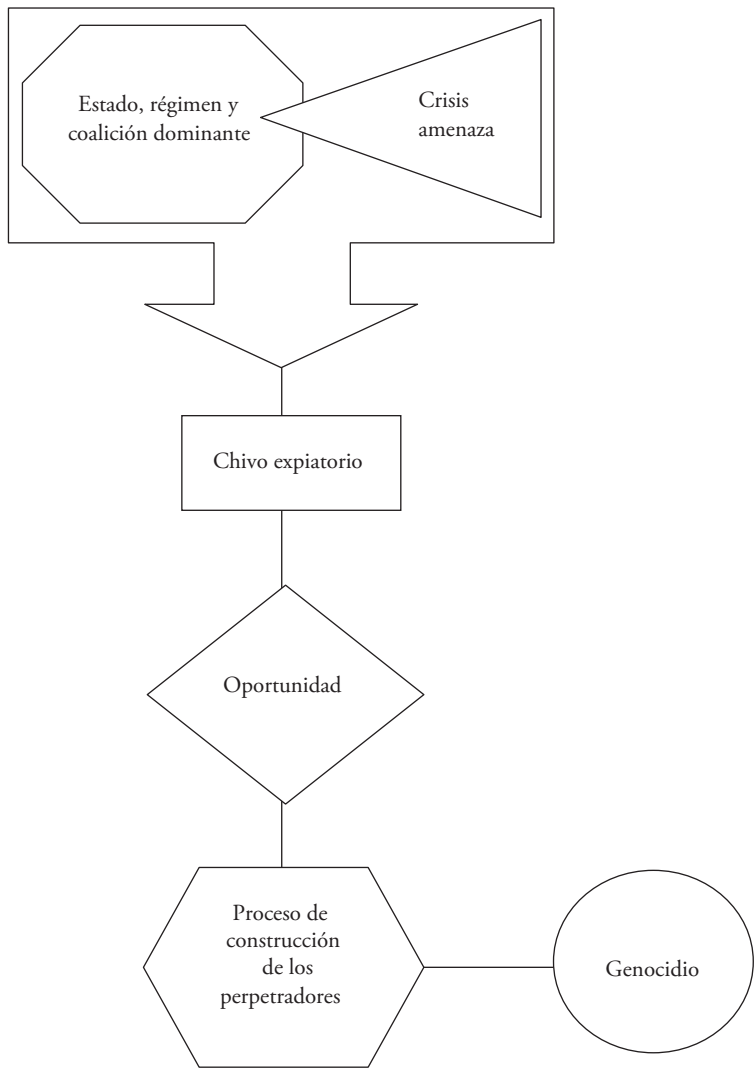 Estado, régimen y
coalición dominante
Crisis
amenaza
Chivo expiatorio
Oportunidad
Proceso de
construcción
de los
perpetradores
Genocidio